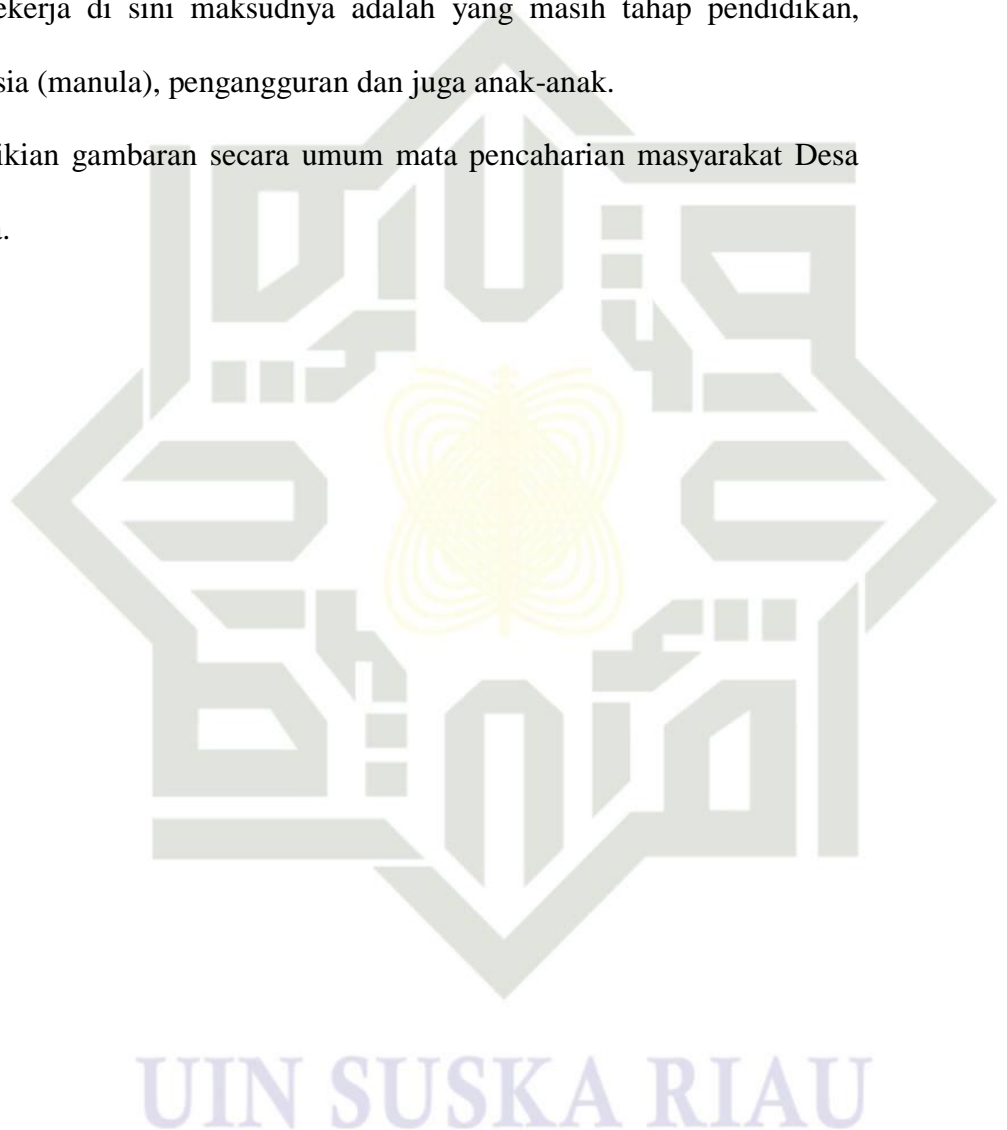 ekerja di sini maksudnya adalah yang masih tahap pendidikan,
sia (manula), pengangguran dan juga anak-anak.
ikian gambaran secara umum mata pencaharian masyarakat Desa
UIN SUSKA RIAU